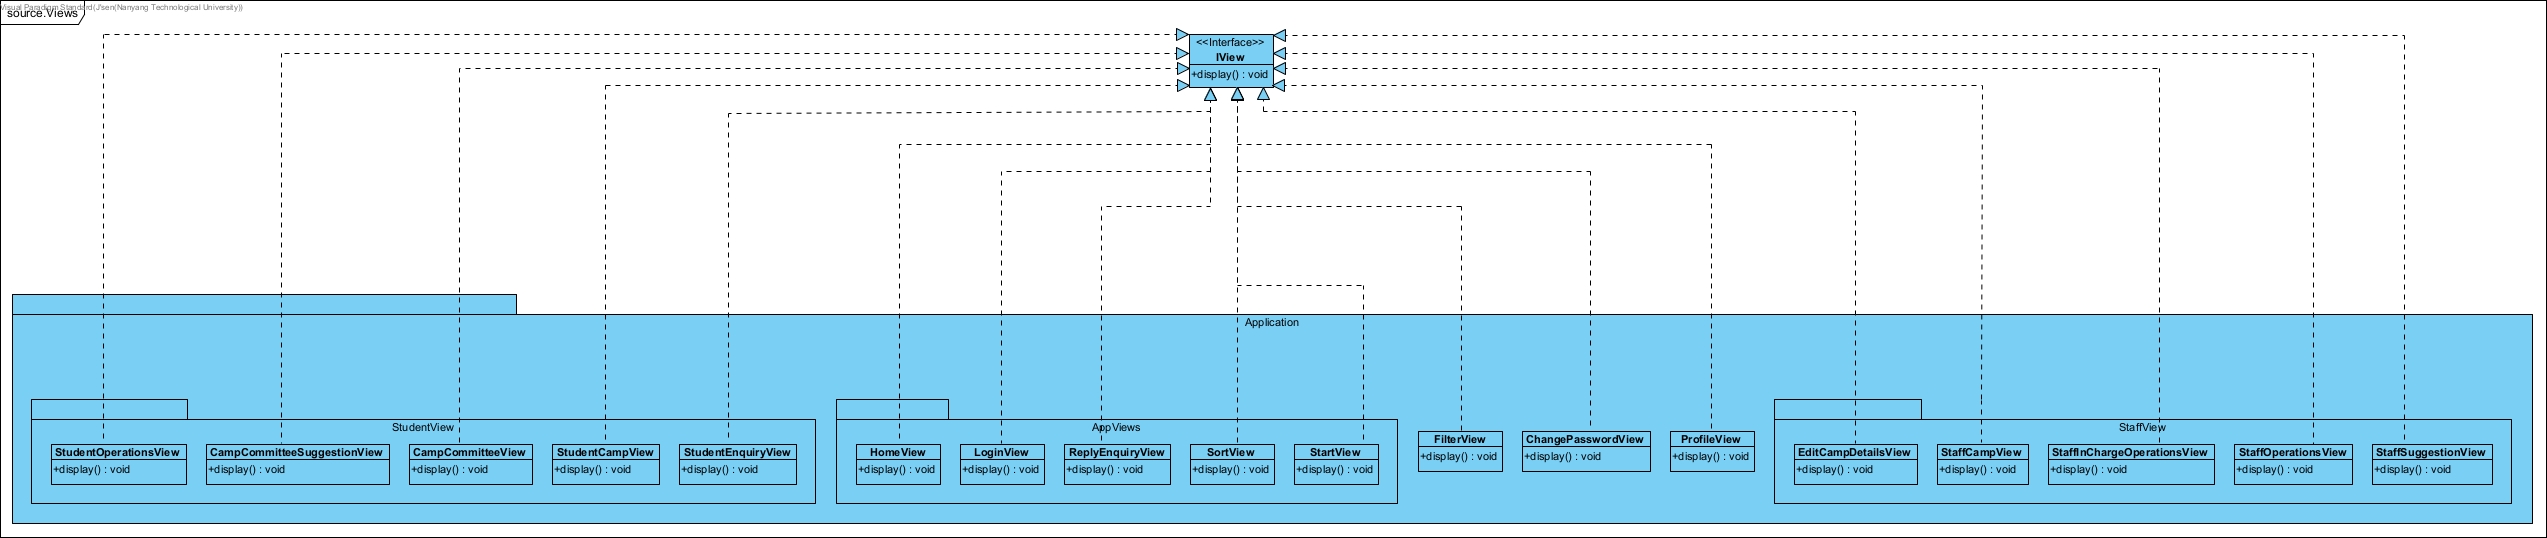 Visual Paradigm Standard(J'sen(Nanyang Technological University))
source.Views
<<Interface>>
IView
+display() : void
Application
StudentView
StudentOperationsView
+display() : void
CampCommitteeSuggestionView
+display() : void
CampCommitteeView
+display() : void
StudentCampView
+display() : void
StudentEnquiryView
+display() : void
AppViews
HomeView
+display() : void
LoginView
+display() : void
ReplyEnquiryView
+display() : void
SortView
+display() : void
StartView
+display() : void
FilterView
+display() : void
ChangePasswordView
+display() : void
ProfileView
+display() : void
StaffView
EditCampDetailsView
+display() : void
StaffCampView
+display() : void
StaffInChargeOperationsView
+display() : void
StaffOperationsView
+display() : void
StaffSuggestionView
+display() : void